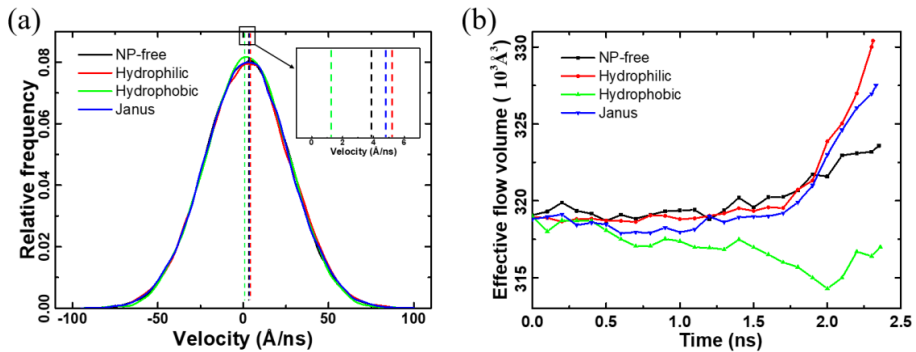 (a)
Relative frequency
0.08
0.06
0.04
0.02
0.00
NP-free
Hydrophilic
Hydrophobic
Janus
0 2 4 6
Velocity (Å/ns)
-100 -50 0 50 100
Velocity (Å/ns)
(b)
Effective flow volume ( 10³Å³ )
330
325
320
315
NP-free
Hydrophilic
Hydrophobic
Janus
0.0 0.5 1.0 1.5 2.0 2.5
Time (ns)